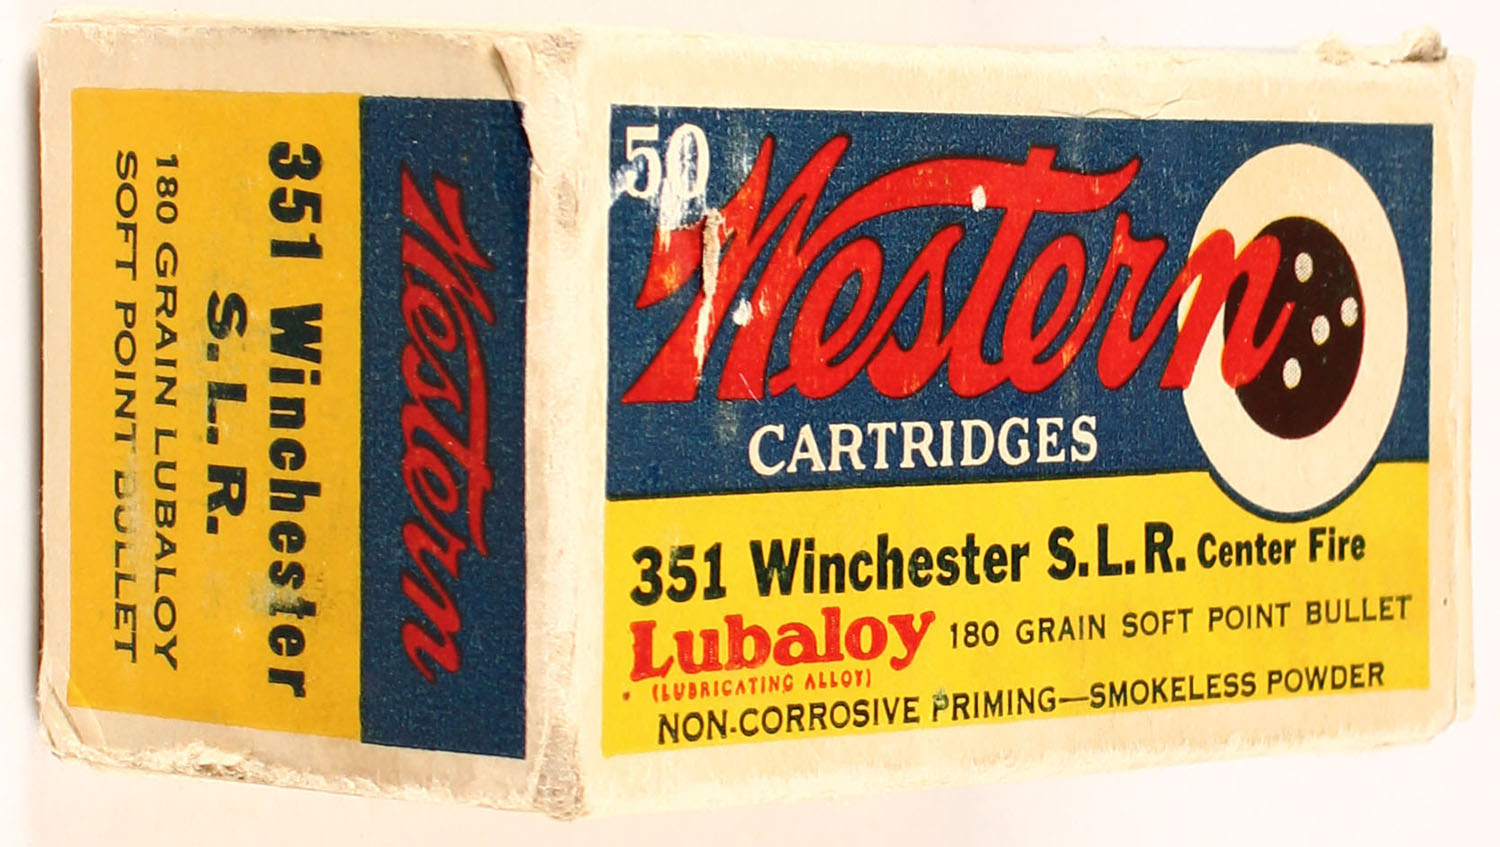 Western
351 Winchester
S.L.R.
180 GRAIN LUBALOY
SOFT POINT BULLET
50
Western
CARTRIDGES
351 Winchester S.L.R. Center Fire
Lubaloy 180 GRAIN SOFT POINT BULLET
(LUBRICATING ALLOY)
NON-CORROSIVE PRIMING—SMOKELESS POWDER